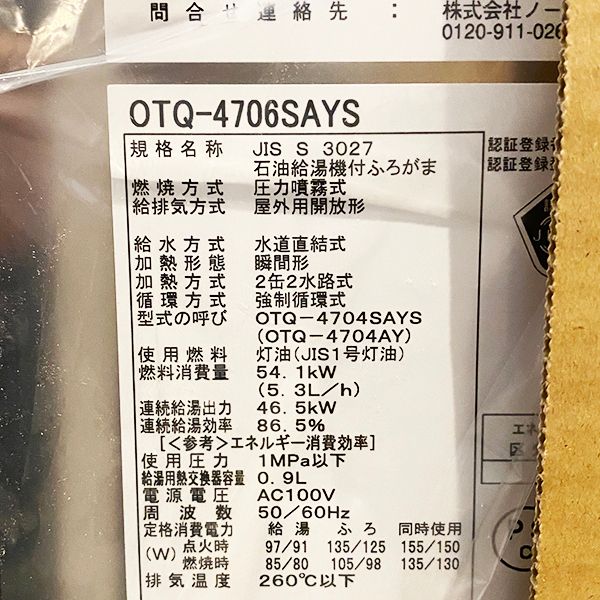 問合せ連絡先：
株式会社ノー
0120-911-026
OTQ-4706SAYS
規格名称 JIS S 3027
石油給湯機付ふろがま
燃焼方式 圧力噴霧式
給排気方式 屋外用開放形
給水方式 水道直結式
加熱形態 瞬間形
加熱方式 2缶2水路式
循環方式 強制循環式
型式の呼び OTQ-4704SAYS
(OTQ-4704AY)
使用燃料 灯油(JIS1号灯油)
燃料消費量 54.1kW
(5.3L/h)
連続給湯出力 46.5kW
連続給湯効率 86.5%
[<参考>エネルギー消費効率]
使用圧力 1MPa以下
給湯用熱交換器容量 0.9L
電源電圧 AC100V
周波数 50/60Hz
定格消費電力 給湯 ふろ 同時使用
(W) 点火時 97/91 135/125 155/150
燃焼時 85/80 105/98 135/130
排気温度 260℃以下
認証登録者
認証登録番
エネ
区分